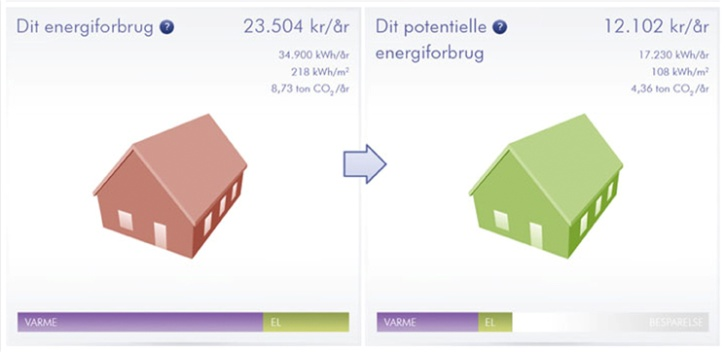 Dit energiforbrug ?
23.504 kr/år
34.900 kWh/år
218 kWh/m²
8,73 ton CO₂/år
VARME
EL
Dit potentielle ?
energiforbrug
12.102 kr/år
17.230 kWh/år
108 kWh/m²
4,36 ton CO₂/år
VARME
EL
BESPARELSE